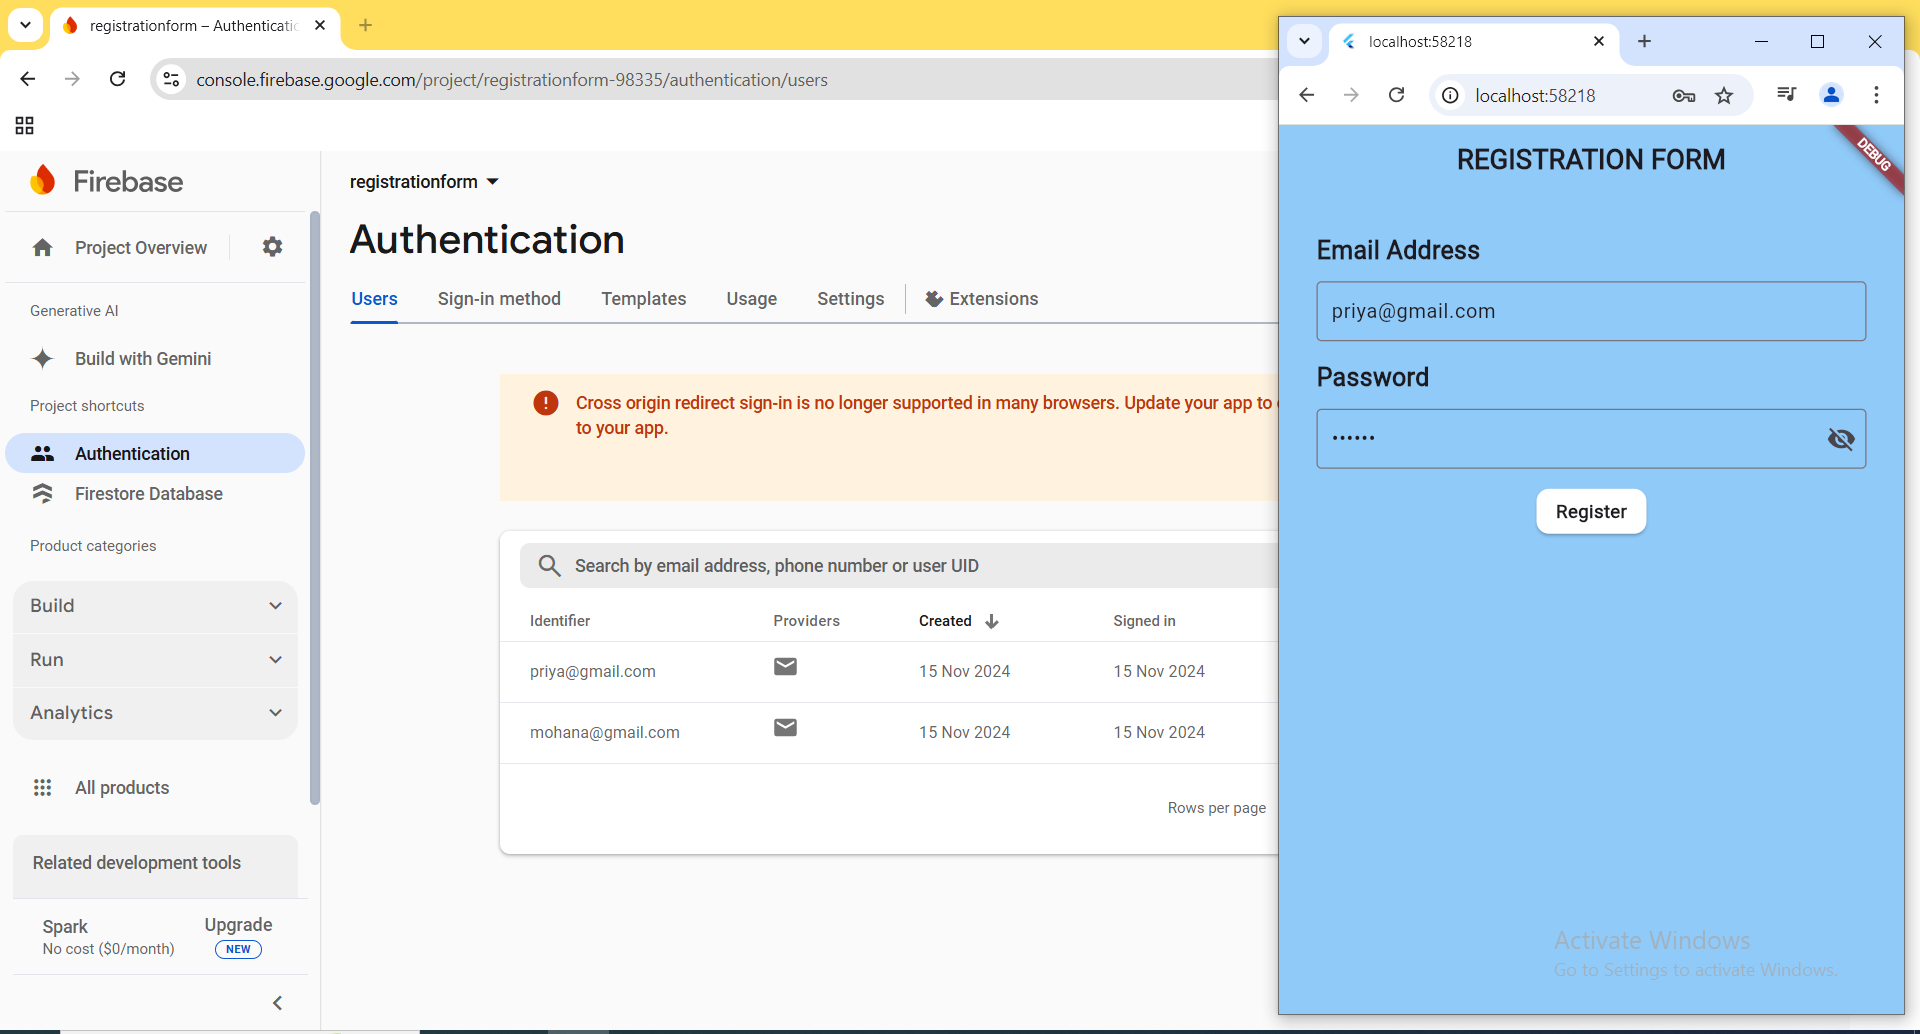 registrationform – Authenticatic
console.firebase.google.com/project/registrationform-98335/authentication/users
Firebase
Project Overview
Generative AI
Build with Gemini
Project shortcuts
Authentication
Firestore Database
Product categories
Build
Run
Analytics
All products
Related development tools
Spark
No cost ($0/month)
Upgrade
NEW
registrationform
Authentication
Users Sign-in method Templates Usage Settings Extensions
Cross origin redirect sign-in is no longer supported in many browsers. Update your app to
to your app.
Search by email address, phone number or user UID
Identifier Providers Created Signed in
priya@gmail.com 15 Nov 2024 15 Nov 2024
mohana@gmail.com 15 Nov 2024 15 Nov 2024
Rows per page
localhost:58218
localhost:58218
DEBUG
REGISTRATION FORM
Email Address
priya@gmail.com
Password
••••••
Register
Activate Windows
Go to Settings to activate Windows.